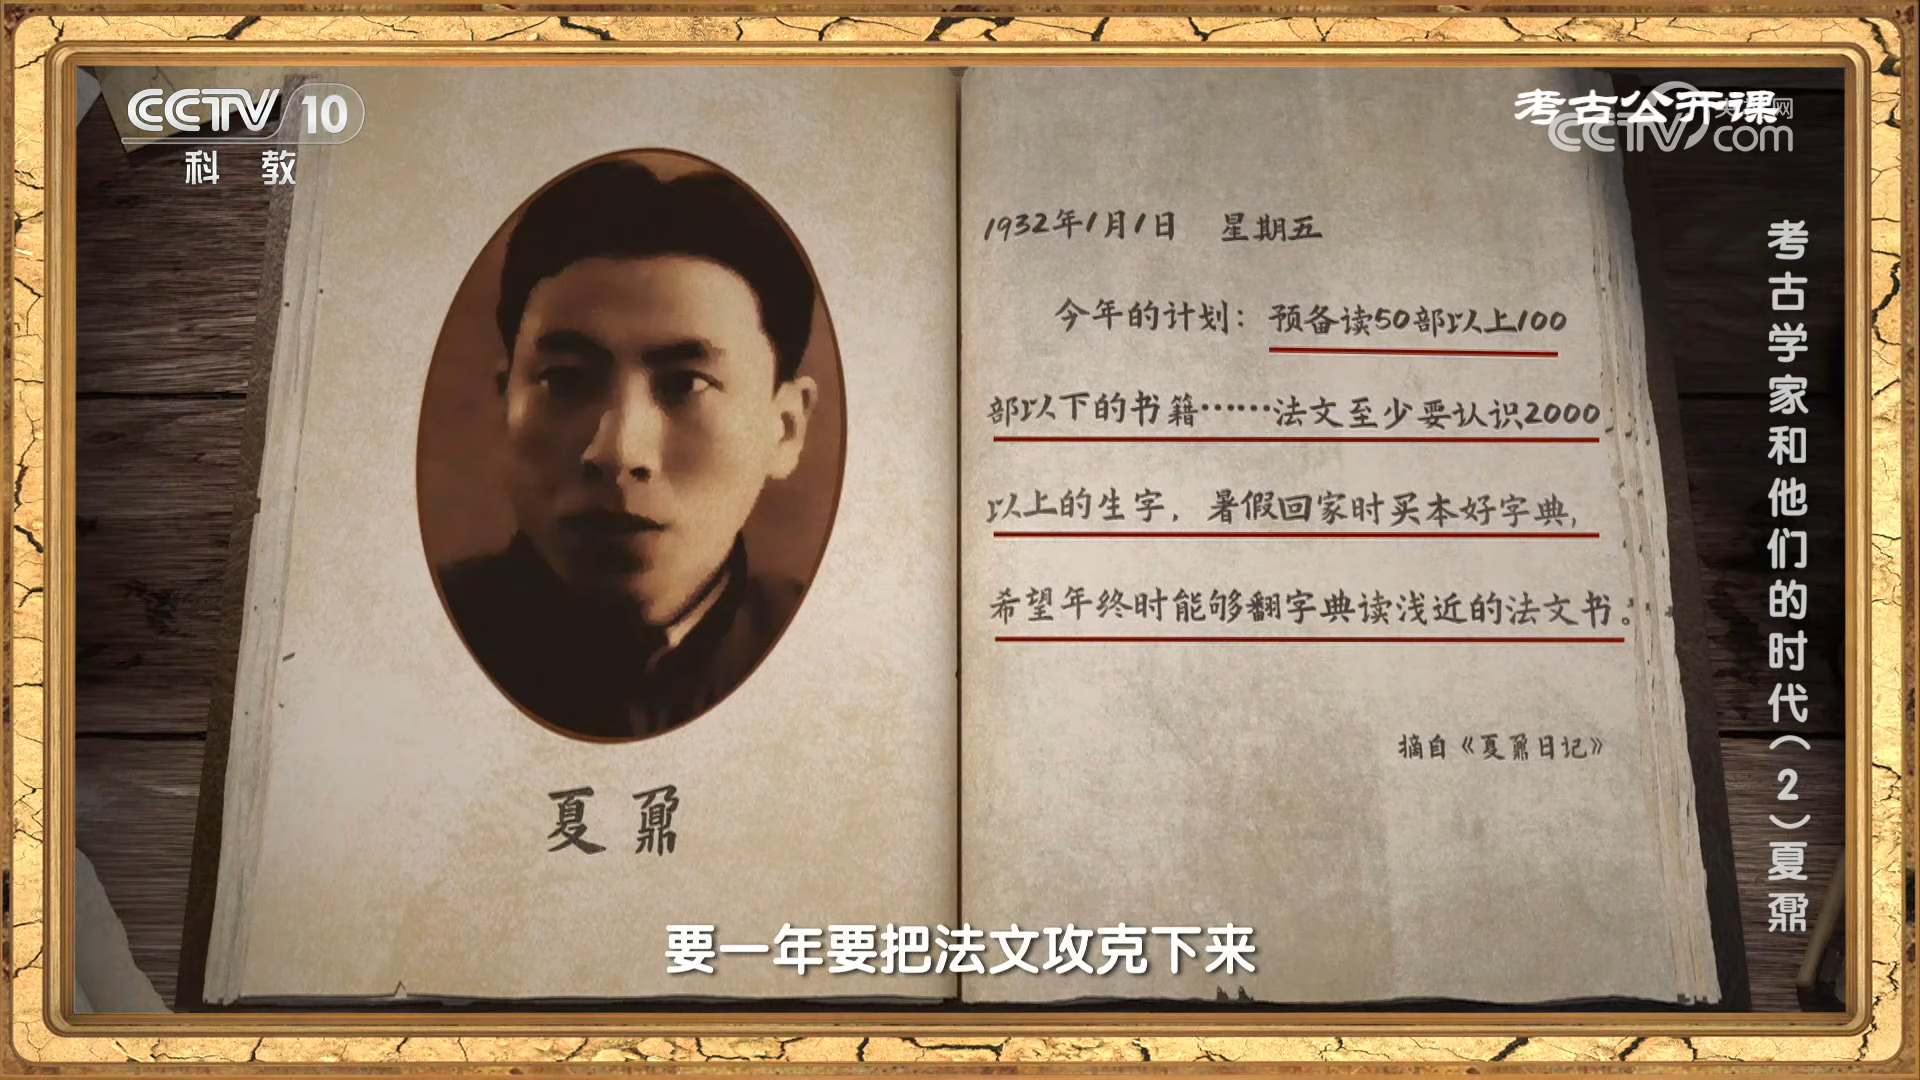 CCTV 10
科 教
考古公开课
央视网
CCTV.com
考古学家和他们的时代(2)夏鼐
1932年1月1日 星期五
今年的计划：预备读50部以上100
部以下的书籍……法文至少要认识2000
以上的生字，暑假回家时买本好字典，
希望年终时能够翻字典读浅近的法文书。
摘自《夏鼐日记》
夏 鼐
要一年要把法文攻克下来